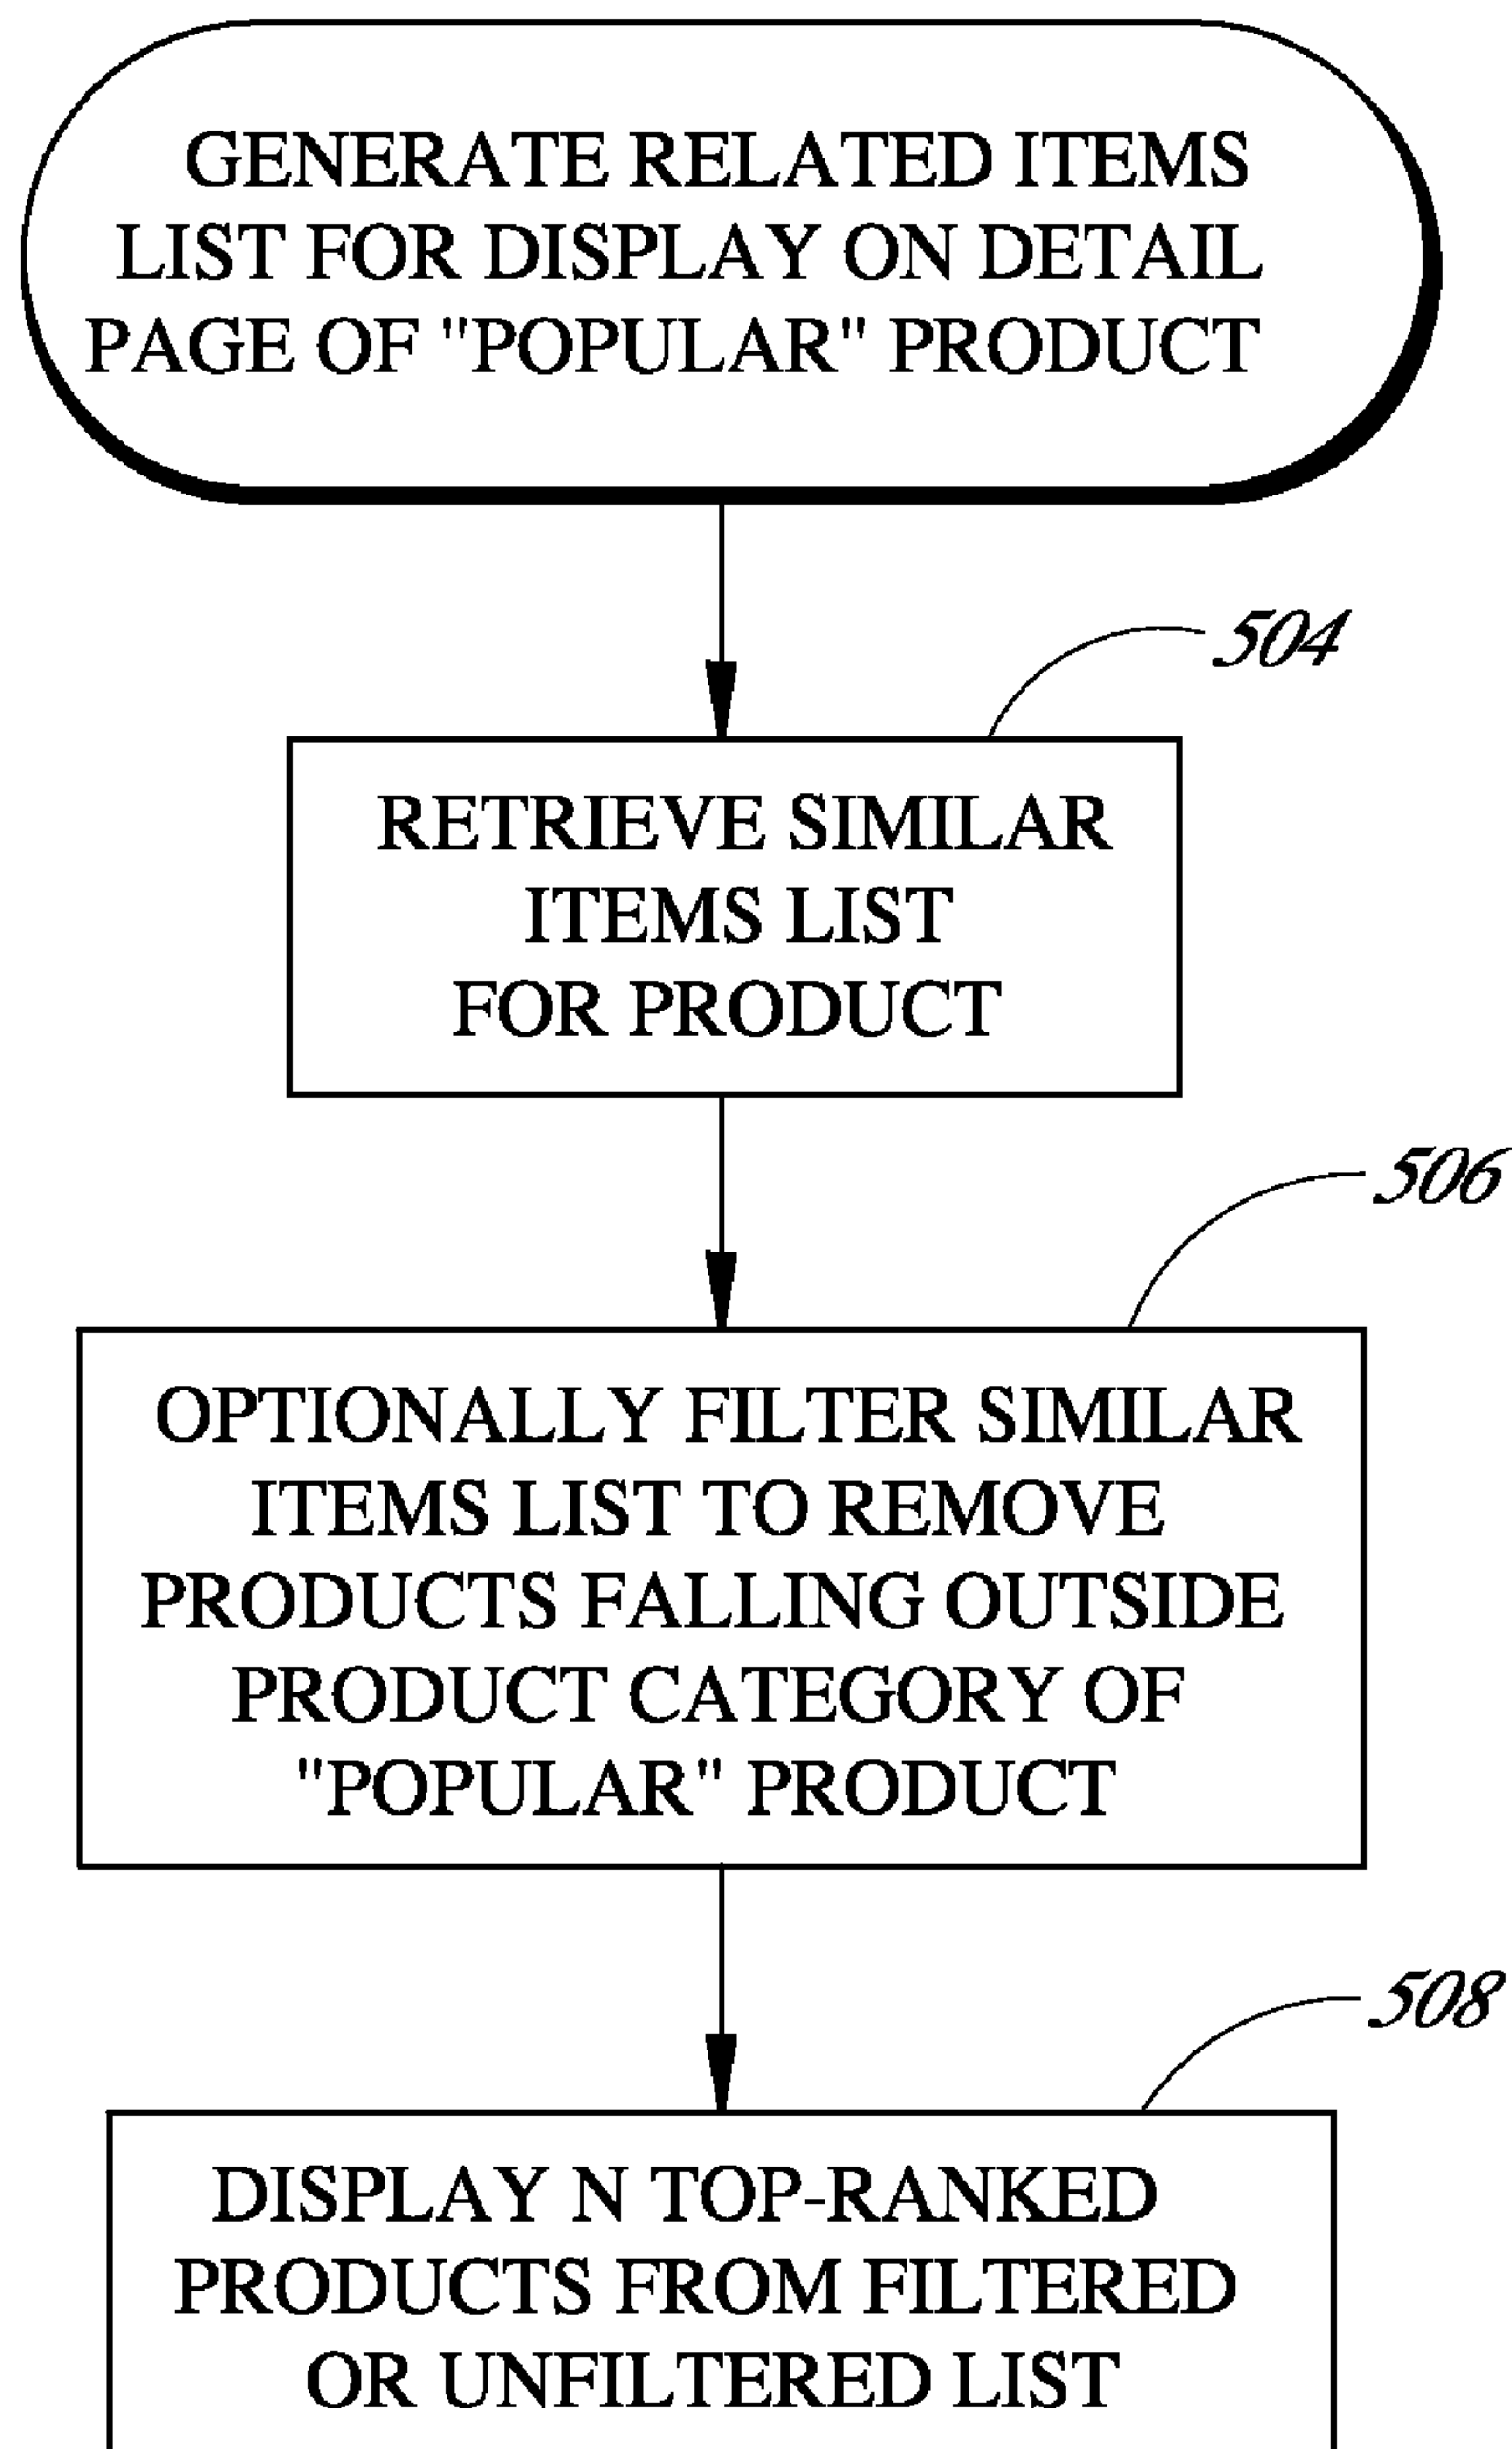 GENERATE RELATED ITEMS
LIST FOR DISPLAY ON DETAIL
PAGE OF "POPULAR" PRODUCT
504
RETRIEVE SIMILAR
ITEMS LIST
FOR PRODUCT
506
OPTIONALLY FILTER SIMILAR
ITEMS LIST TO REMOVE
PRODUCTS FALLING OUTSIDE
PRODUCT CATEGORY OF
"POPULAR" PRODUCT
508
DISPLAY N TOP-RANKED
PRODUCTS FROM FILTERED
OR UNFILTERED LIST